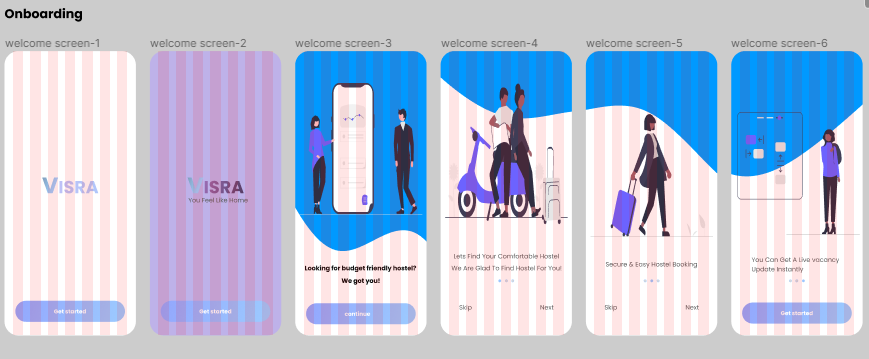 Onboarding
welcome screen-1
welcome screen-2
welcome screen-3
welcome screen-4
welcome screen-5
welcome screen-6
VISRA
Get started
VISRA
You Feel Like Home
Get started
Looking for budget friendly hostel?
We got you!
continue
Lets Find Your Comfortable Hostel
We Are Glad To Find Hostel For You!
Skip
Next
Secure & Easy Hostel Booking
Skip
Next
You Can Get A Live vacancy
Update Instantly
Get started